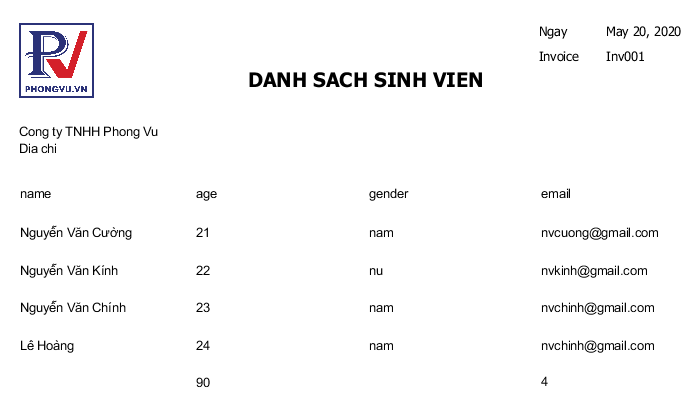 PV
PHONGVU.VN
Ngay May 20, 2020
Invoice Inv001
DANH SACH SINH VIEN
Cong ty TNHH Phong Vu
Dia chi
name age gender email
Nguyễn Văn Cường 21 nam nvcuong@gmail.com
Nguyễn Văn Kính 22 nu nvkinh@gmail.com
Nguyễn Văn Chính 23 nam nvchinh@gmail.com
Lê Hoàng 24 nam nvchinh@gmail.com
90 4